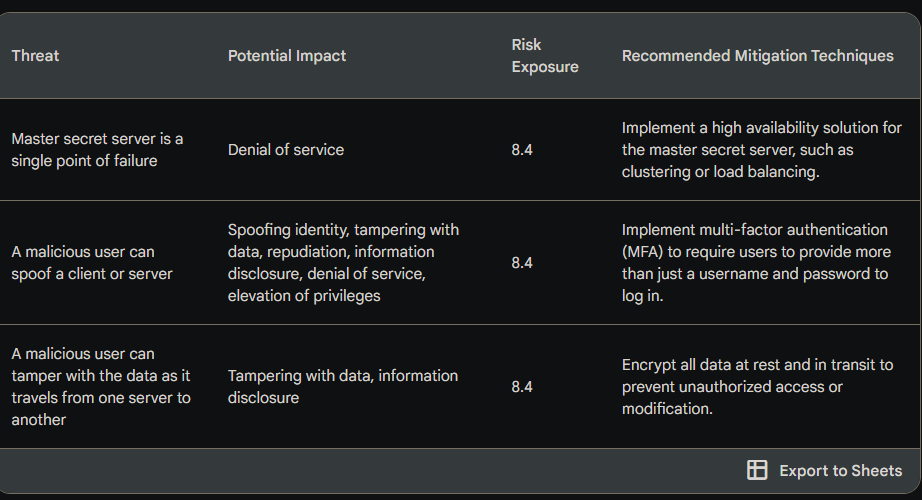 Threat
Potential Impact
Risk
Exposure
Recommended Mitigation Techniques
Master secret server is a
single point of failure
Denial of service
8.4
Implement a high availability solution for
the master secret server, such as
clustering or load balancing.
A malicious user can
spoof a client or server
Spoofing identity, tampering with
data, repudiation, information
disclosure, denial of service,
elevation of privileges
8.4
Implement multi-factor authentication
(MFA) to require users to provide more
than just a username and password to
log in.
A malicious user can
tamper with the data as it
travels from one server to
another
Tampering with data, information
disclosure
8.4
Encrypt all data at rest and in transit to
prevent unauthorized access or
modification.
Export to Sheets